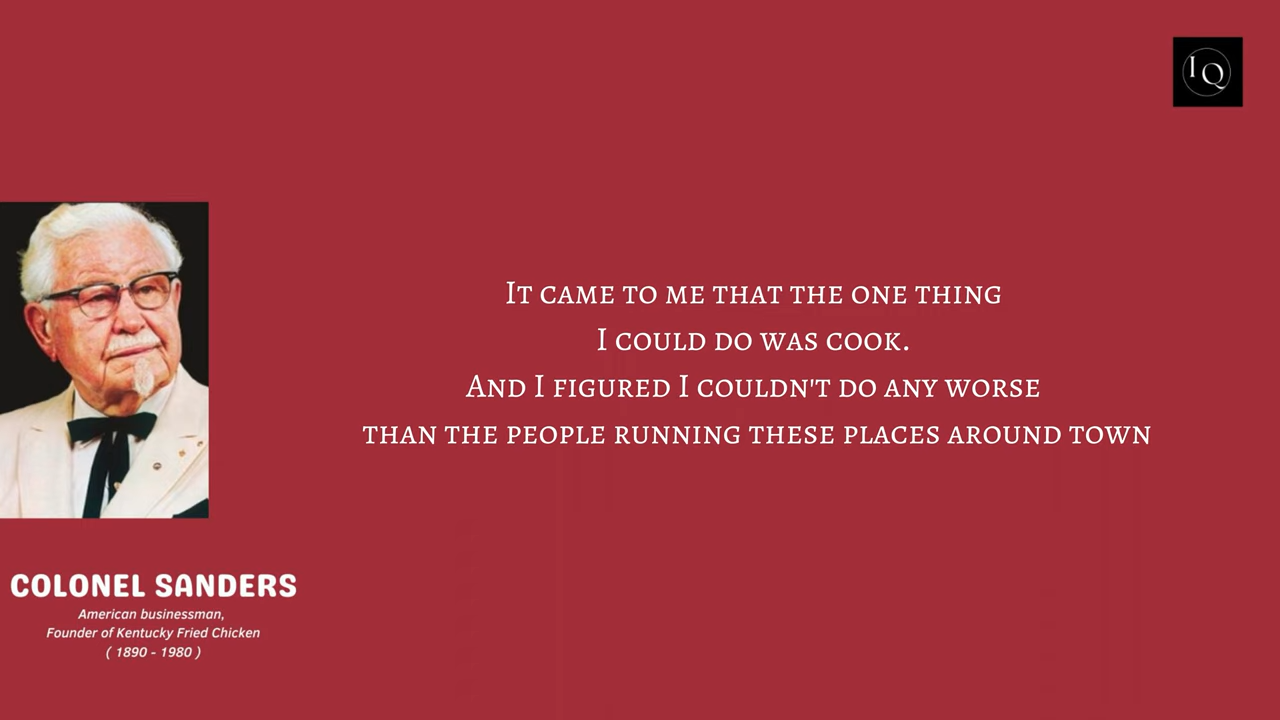 IQ
It came to me that the one thing
I could do was cook.
And I figured I couldn't do any worse
than the people running these places around town
COLONEL SANDERS
American businessman,
Founder of Kentucky Fried Chicken
( 1890 - 1980 )